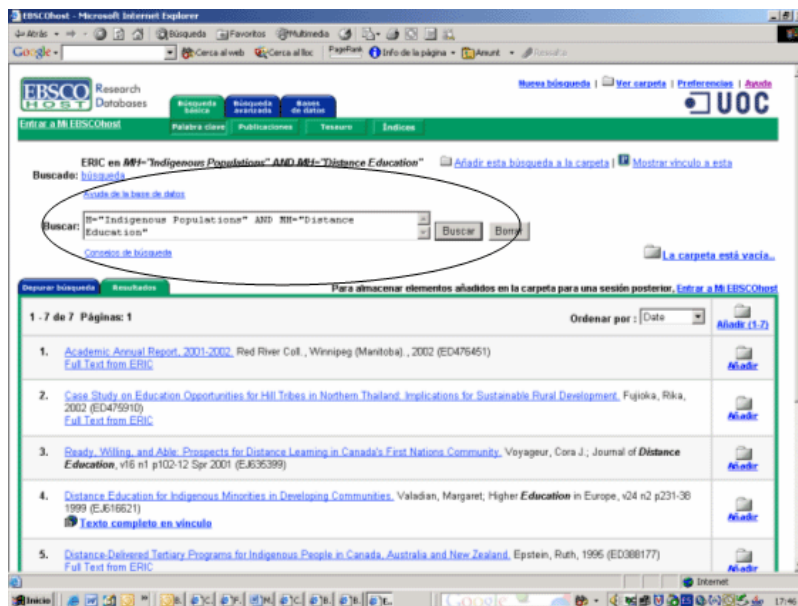 EBSCOhost - Microsoft Internet Explorer
Atrás Búsqueda Favoritos Multimedia
Google Cerca al web Cerca al lloc PageRank Info de la página Amunt
Nueva búsqueda | Ver carpeta | Preferencias | Ayuda
EBSCO Research
HOST Databases
Búsqueda básica Búsqueda avanzada Bases de datos
UOC
Entrar a Mi EBSCOhost
Palabra clave Publicaciones Tesauro Índices
ERIC en MH="Indigenous Populations" AND MH="Distance Education" Añadir esta búsqueda a la carpeta | Mostrar vínculo a esta
Buscado: búsqueda
Ayuda de la base de datos
Buscar: H="Indigenous Populations" AND MH="Distance
Education" Buscar Borrar
Consejos de búsqueda
La carpeta está vacía..
Depurar búsqueda Resultados Para almacenar elementos añadidos en la carpeta para una sesión posterior, Entrar a Mi EBSCOhost
1 - 7 de 7 Páginas: 1 Ordenar por : Date Añadir (1-7)
1. Academic Annual Report, 2001-2002. Red River Coll., Winnipeg (Manitoba)., 2002 (ED476451)
Full Text from ERIC
Añadir
2. Case Study on Education Opportunities for Hill Tribes in Northern Thailand: Implications for Sustainable Rural Development. Fujioka, Rika,
2002 (ED475910)
Full Text from ERIC
Añadir
3. Ready, Willing, and Able: Prospects for Distance Learning in Canada's First Nations Community. Voyageur, Cora J.; Journal of Distance
Education, v16 n1 p102-12 Spr 2001 (EJ635399)
Añadir
4. Distance Education for Indigenous Minorities in Developing Communities. Valadian, Margaret; Higher Education in Europe, v24 n2 p231-38
1999 (EJ616621)
Texto completo en vínculo
Añadir
5. Distance-Delivered Tertiary Programs for Indigenous People in Canada, Australia and New Zealand. Epstein, Ruth, 1995 (ED388177)
Full Text from ERIC
Añadir
Internet
Inicio Google 17:46